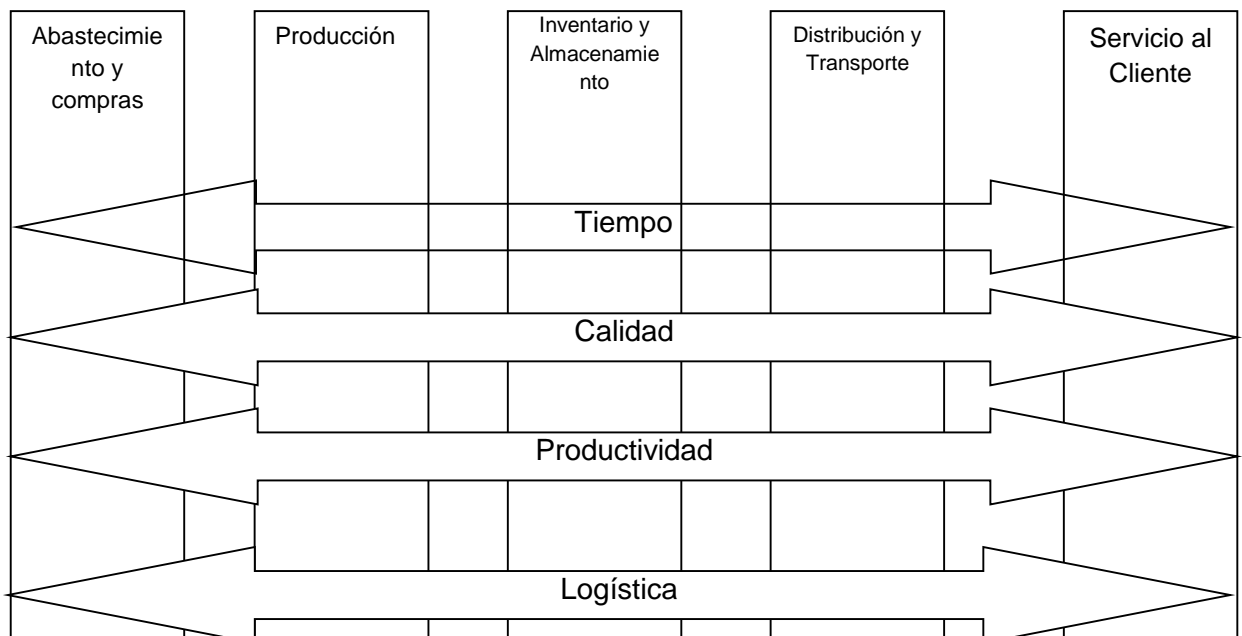 Abastecimie
nto y
compras
Producción
Inventario y
Almacenamie
nto
Distribución y
Transporte
Servicio al
Cliente
Tiempo
Calidad
Productividad
Logística